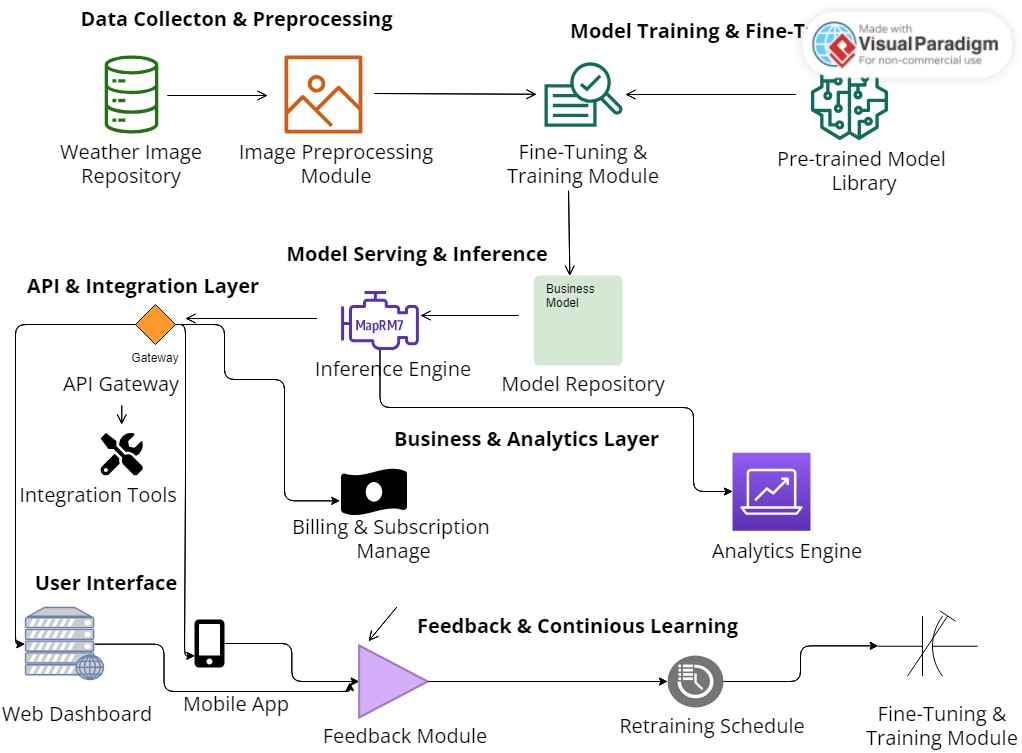 Data Collecton & Preprocessing
Model Training & Fine-T
Made with
Visual Paradigm
For non-commercial use
Weather Image
Repository
Image Preprocessing
Module
Fine-Tuning &
Training Module
Pre-trained Model
Library
Model Serving & Inference
API & Integration Layer
Business
Model
MapRM7
Gateway
Inference Engine
API Gateway
Model Repository
Business & Analytics Layer
Integration Tools
Billing & Subscription
Manage
Analytics Engine
User Interface
Feedback & Continious Learning
Web Dashboard
Mobile App
Feedback Module
Retraining Schedule
Fine-Tuning &
Training Module